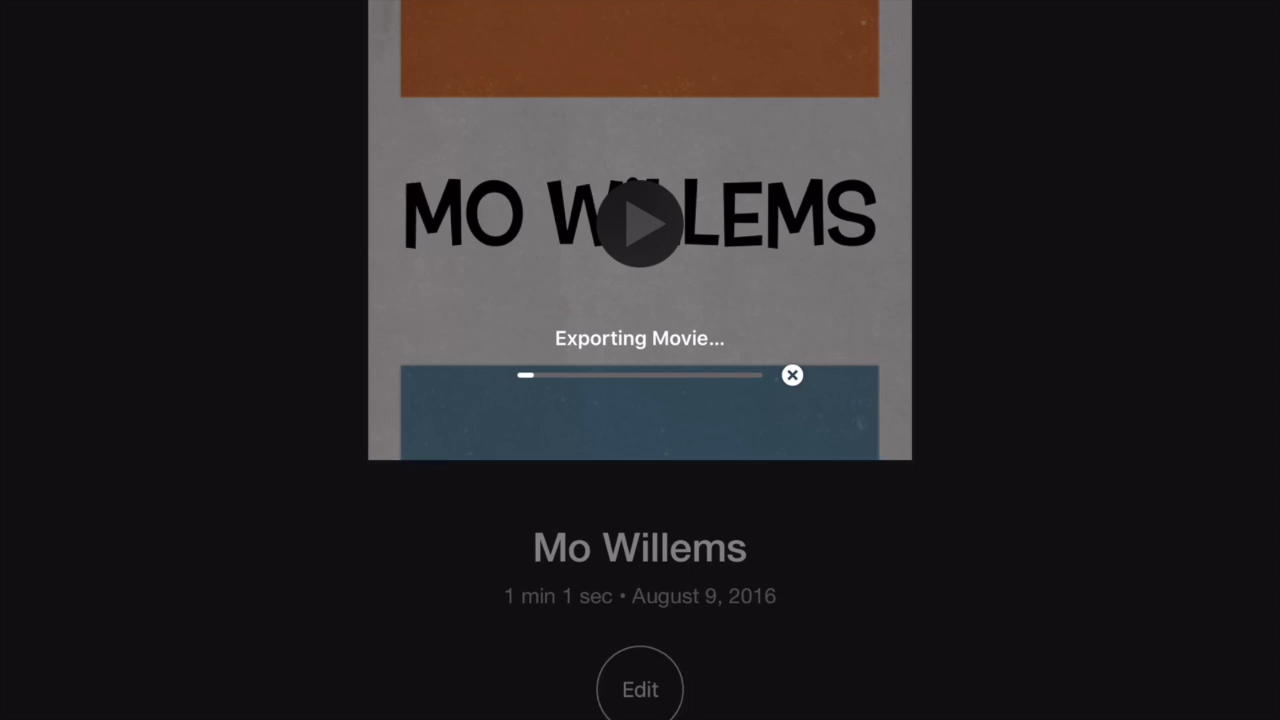 MO WILLEMS
Exporting Movie...
Mo Willems
1 min 1 sec • August 9, 2016
Edit